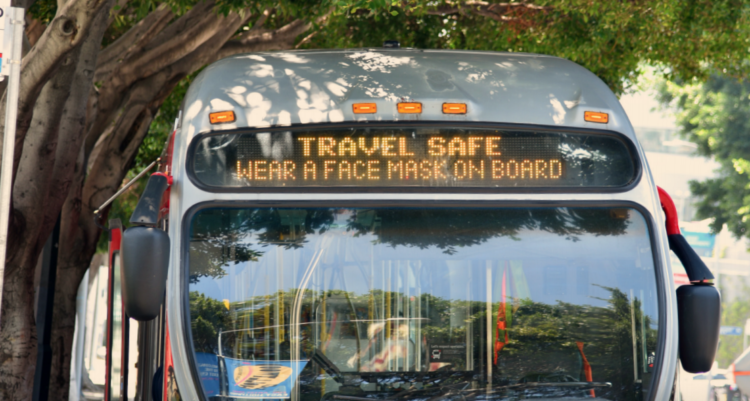 TRAVEL SAFE
WEAR A FACE MASK ON BOARD